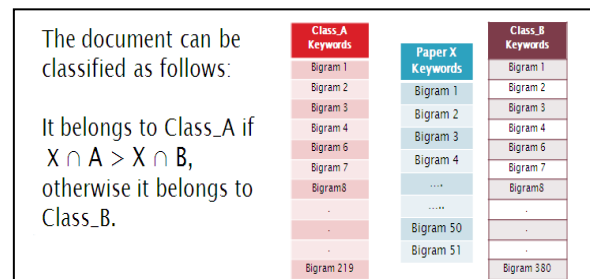 The document can be
classified as follows:
It belongs to Class_A if
X ∩ A > X ∩ B,
otherwise it belongs to
Class_B.
Class_A
Keywords
Bigram 1
Bigram 2
Bigram 3
Bigram 4
Bigram 6
Bigram 7
Bigram8
.
.
.
Bigram 219
Paper X
Keywords
Bigram 1
Bigram 2
Bigram 3
Bigram 4
....
.....
Bigram 50
Bigram 51
Class_B
Keywords
Bigram 1
Bigram 2
Bigram 3
Bigram 4
Bigram 6
Bigram 7
Bigram8
.
.
.
Bigram 380